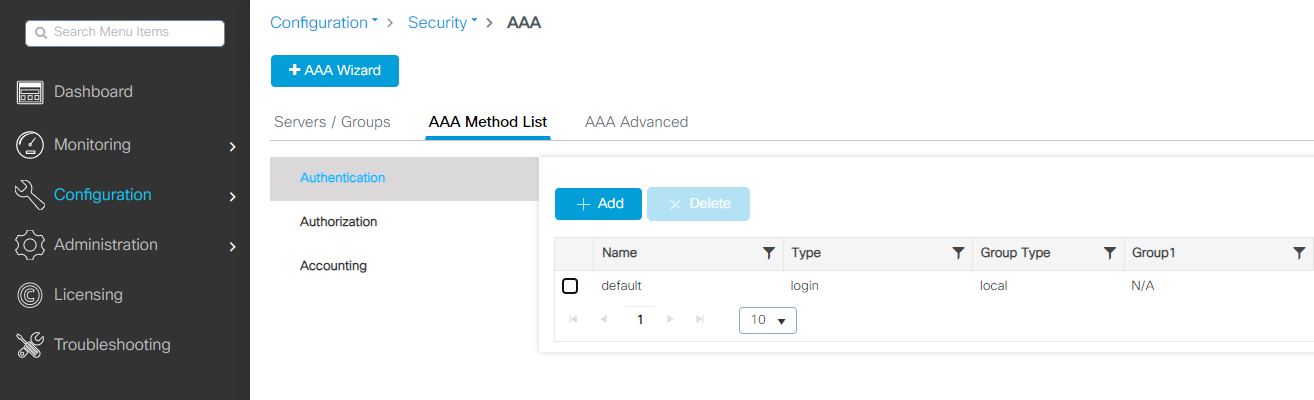 Search Menu Items
Dashboard
Monitoring
Configuration
Administration
Licensing
Troubleshooting
Configuration > Security > AAA
+ AAA Wizard
Servers / Groups AAA Method List AAA Advanced
Authentication
Authorization
Accounting
+ Add × Delete
Name Type Group Type Group1
default login local N/A
1 10